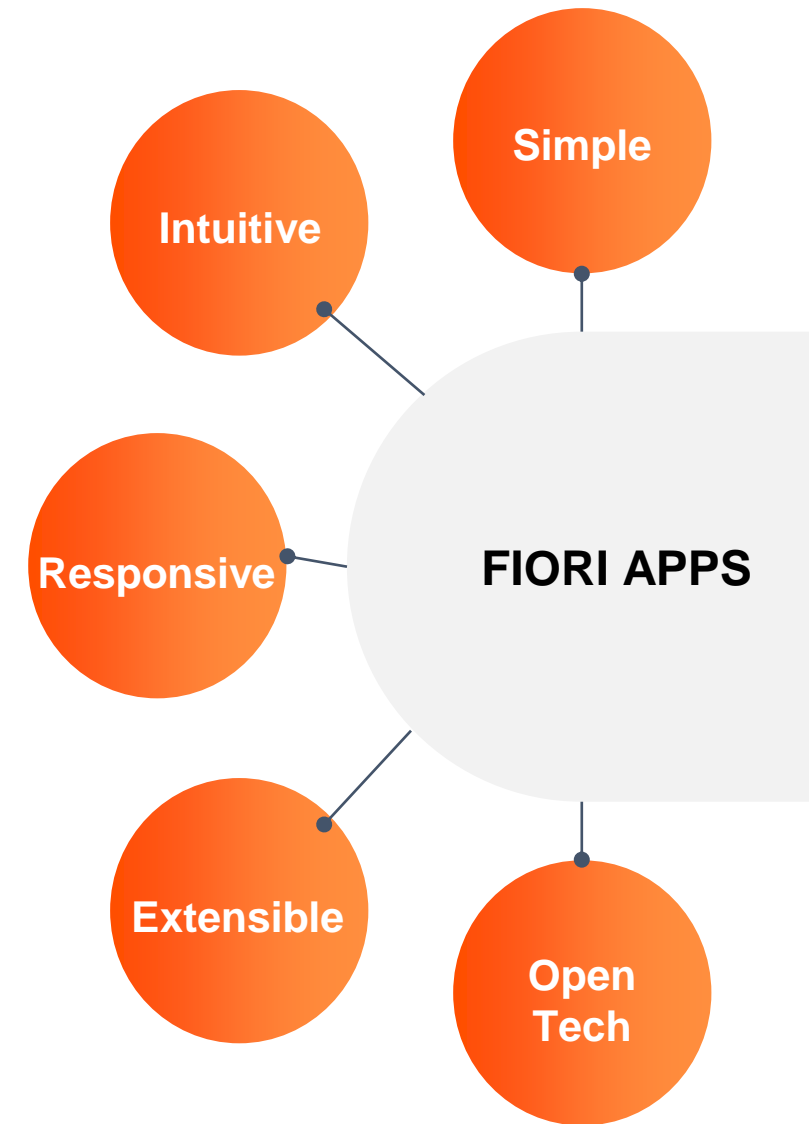 Simple
Intuitive
Responsive
FIORI APPS
Extensible
Open
Tech